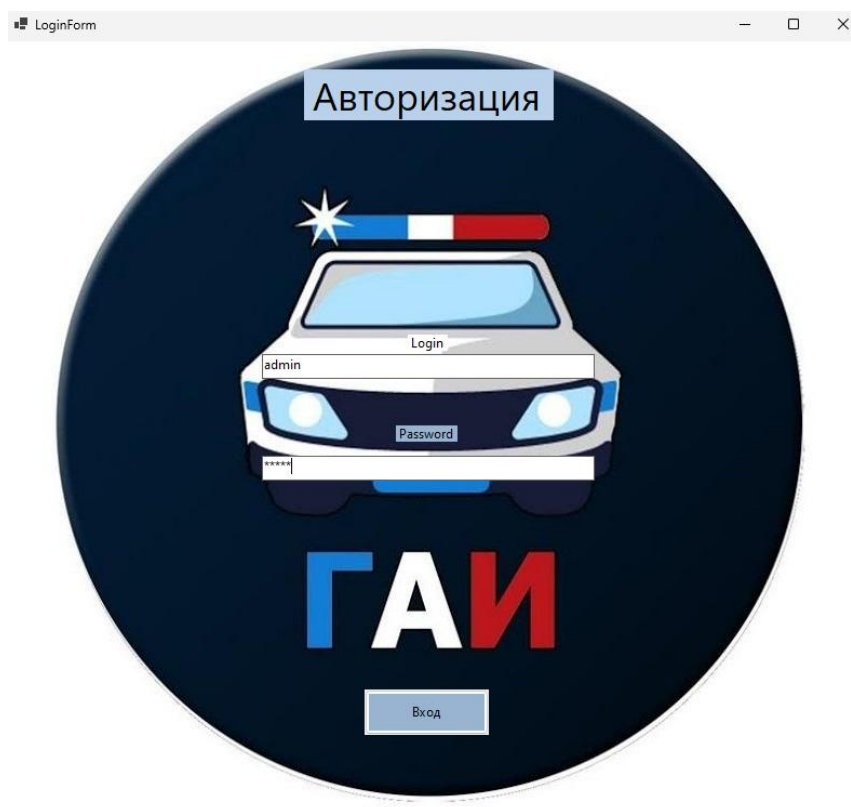 LoginForm
Авторизация
Login
admin
Password
*****
ГАИ
Вход